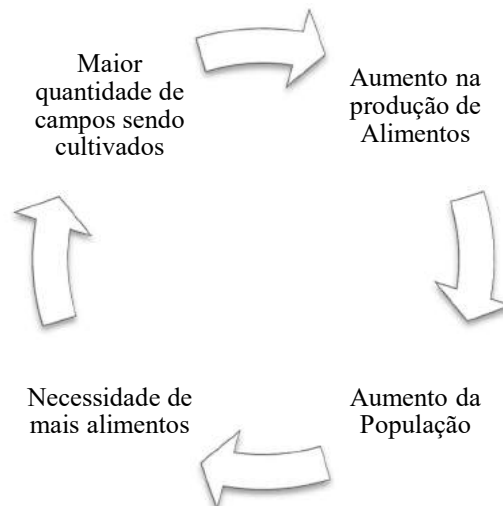 Maior
quantidade de
campos sendo
cultivados
Aumento na
produção de
Alimentos
Aumento da
População
Necessidade de
mais alimentos